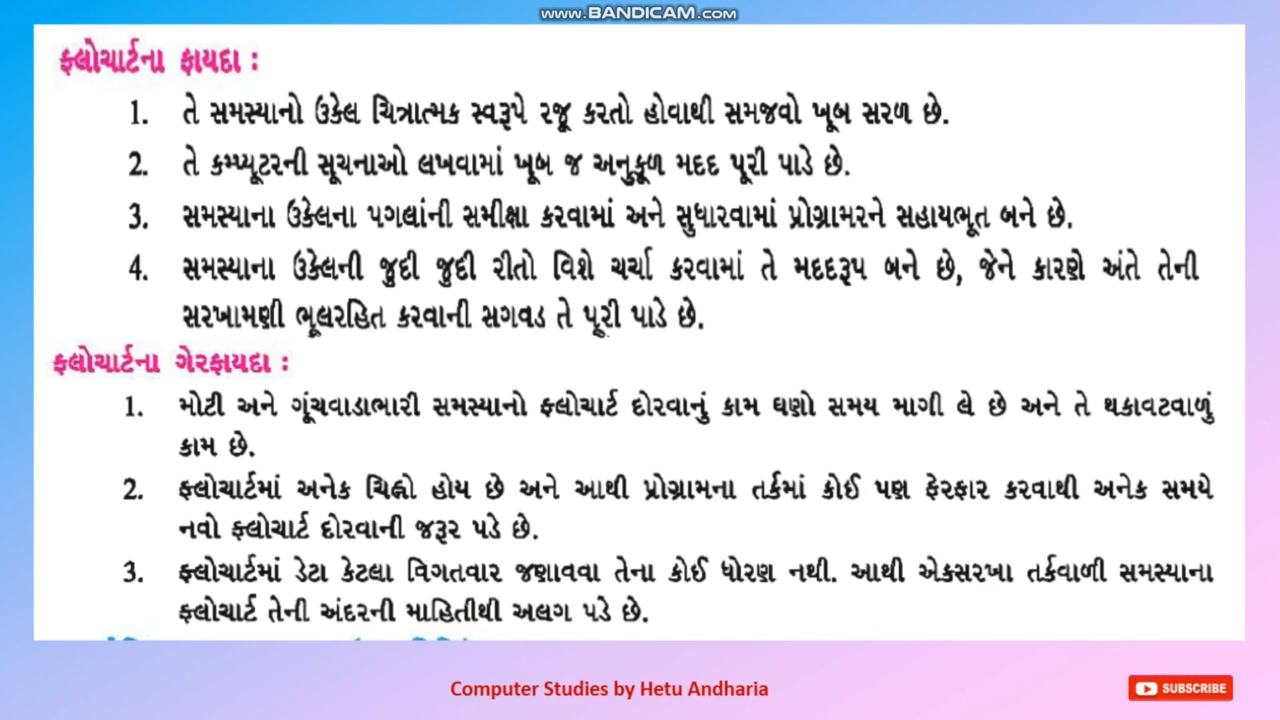 www.BANDICAM.com
ફ્લોચાર્ટના ફાયદા :
1. તે સમસ્યાનો ઉકેલ ચિત્રાત્મક સ્વરૂપે રજૂ કરતો હોવાથી સમજવો ખૂબ સરળ છે.
2. તે કમ્પ્યૂટરની સૂચનાઓ લખવામાં ખૂબ જ અનુકૂળ મદદ પૂરી પાડે છે.
3. સમસ્યાના ઉકેલના પગલાંની સમીક્ષા કરવામાં અને સુધારવામાં પ્રોગ્રામરને સહાયભૂત બને છે.
4. સમસ્યાના ઉકેલની જુદી જુદી રીતો વિશે ચર્ચા કરવામાં તે મદદરૂપ બને છે, જેને કારણે અંતે તેની
સરખામણી ભૂલરહિત કરવાની સગવડ તે પૂરી પાડે છે.
ફ્લોચાર્ટના ગેરફાયદા :
1. મોટી અને ગૂંચવાડાભારી સમસ્યાનો ફ્લોચાર્ટ દોરવાનું કામ ઘણો સમય માગી લે છે અને તે થકાવટવાળું
કામ છે.
2. ફ્લોચાર્ટમાં અનેક ચિહ્નો હોય છે અને આથી પ્રોગ્રામના તર્કમાં કોઈ પણ ફેરફાર કરવાથી અનેક સમયે
નવો ફ્લોચાર્ટ દોરવાની જરૂર પડે છે.
3. ફ્લોચાર્ટમાં ડેટા કેટલા વિગતવાર જણાવવા તેના કોઈ ધોરણ નથી. આથી એકસરખા તર્કવાળી સમસ્યાના
ફ્લોચાર્ટ તેની અંદરની માહિતીથી અલગ પડે છે.
Computer Studies by Hetu Andharia
SUBSCRIBE